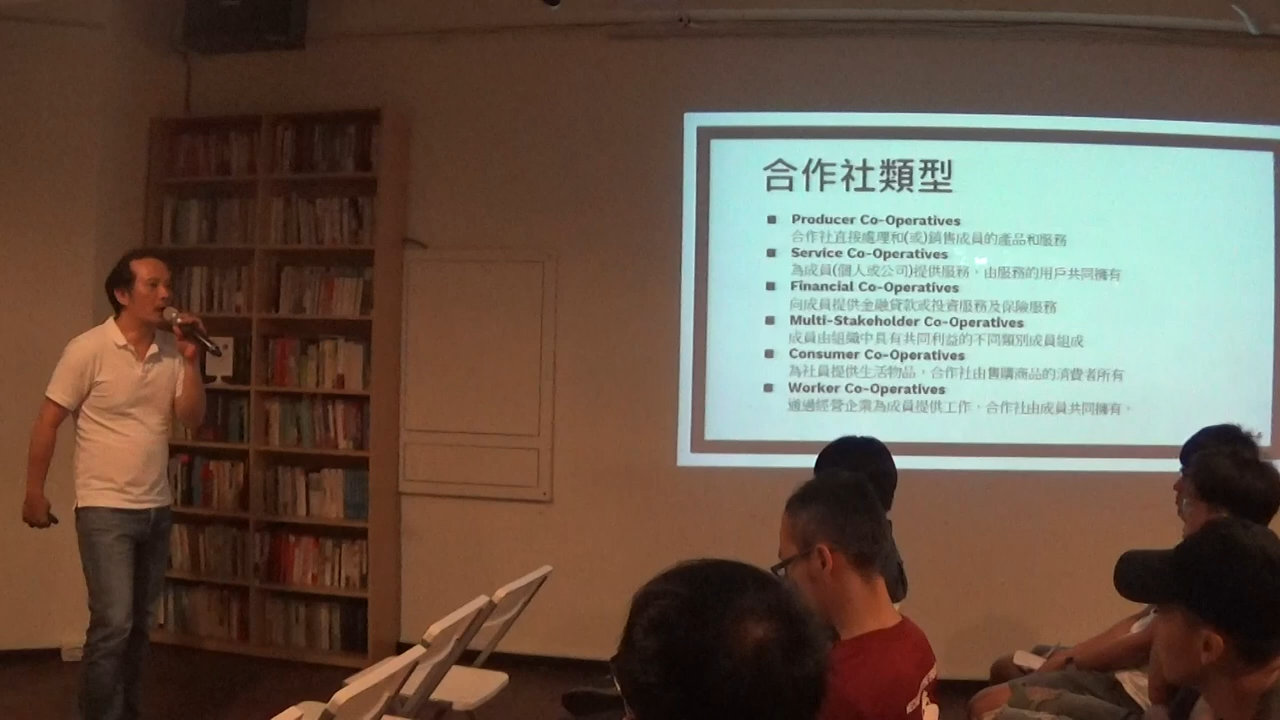 合作社類型
Producer Co-Operatives
合作社直接處理和(或)銷售成員的產品和服務
Service Co-Operatives
為成員(個人或公司)提供服務，由服務的用戶共同擁有
Financial Co-Operatives
向成員提供金融貸款或投資服務及保險服務
Multi-Stakeholder Co-Operatives
成員由組織中具有共同利益的不同類別成員組成
Consumer Co-Operatives
為社員提供生活物品，合作社由售購商品的消費者所有
Worker Co-Operatives
通過經營企業為成員提供工作，合作社由成員共同擁有。